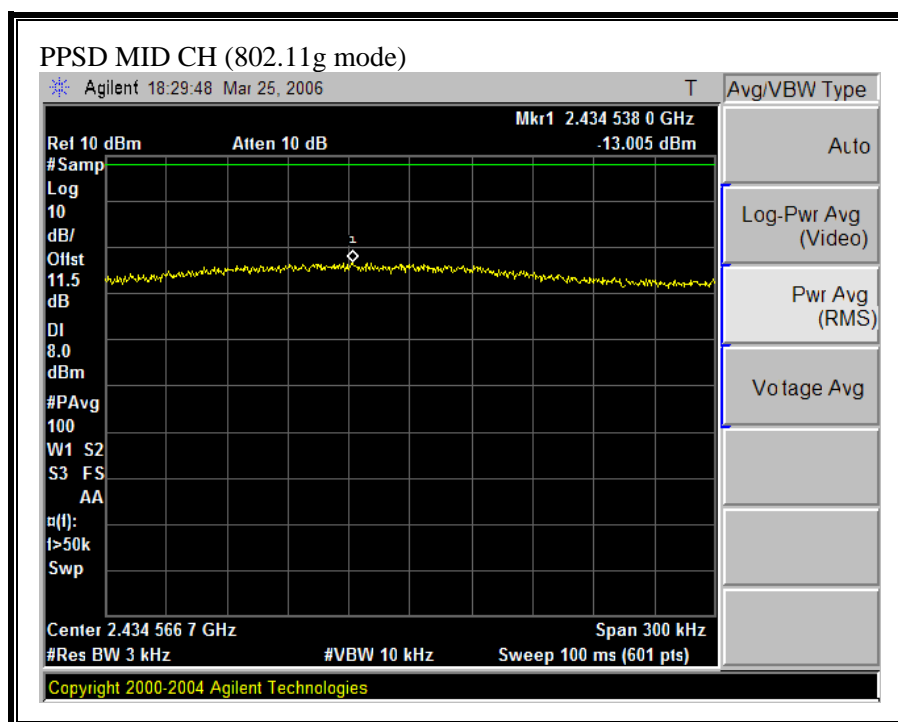 PPSD MID CH (802.11g mode)
Agilent 18:29:48 Mar 25, 2006 T
Avg/VBW Type
Mkr1 2.434 538 0 GHz
Ref 10 dBm Atten 10 dB -13.005 dBm
#Samp
Log
10
dB/
Offst
11.5
dB
DI
8.0
dBm
#PAvg
100
W1 S2
S3 FS
AA
¤(f):
f>50k
Swp
1
Center 2.434 566 7 GHz Span 300 kHz
#Res BW 3 kHz #VBW 10 kHz Sweep 100 ms (601 pts)
Copyright 2000-2004 Agilent Technologies
Auto
Log-Pwr Avg
(Video)
Pwr Avg
(RMS)
Voltage Avg